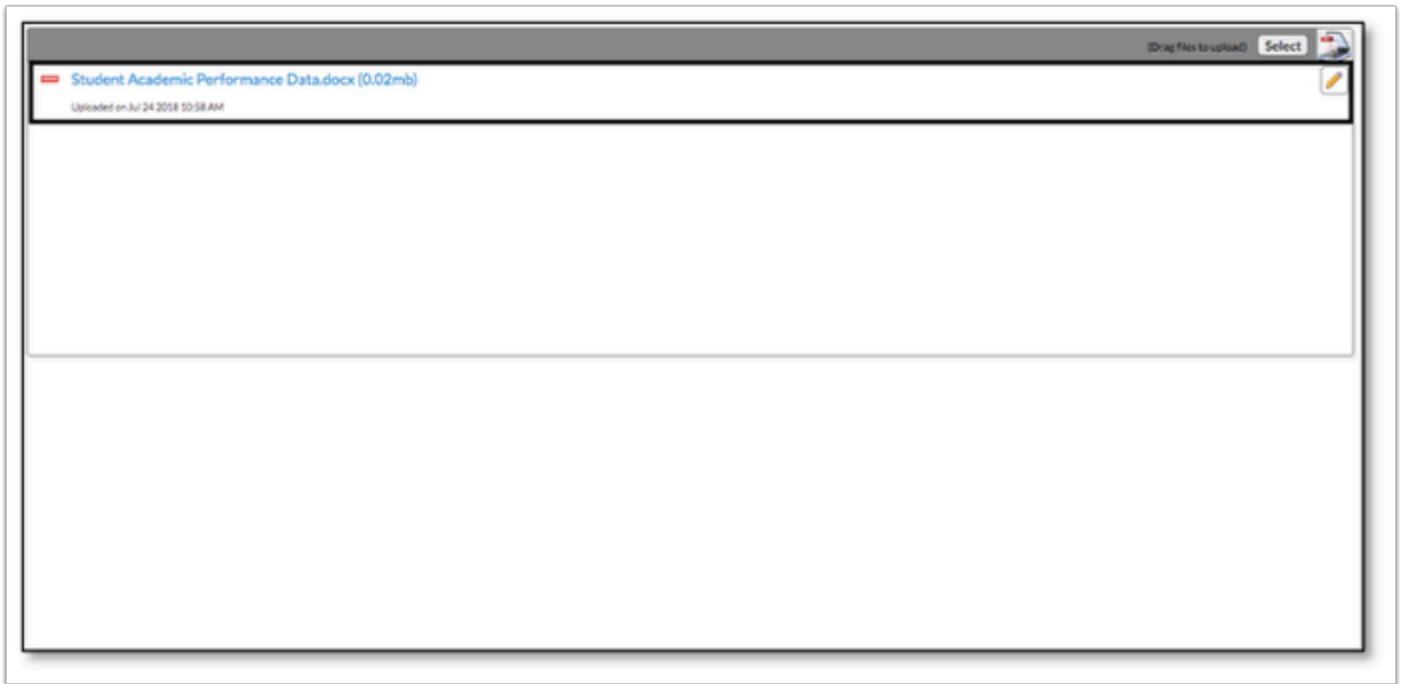 (Drag files to upload) Select
Student Academic Performance Data.docx (0.02mb)
Uploaded on Jul 24 2018 10:58 AM